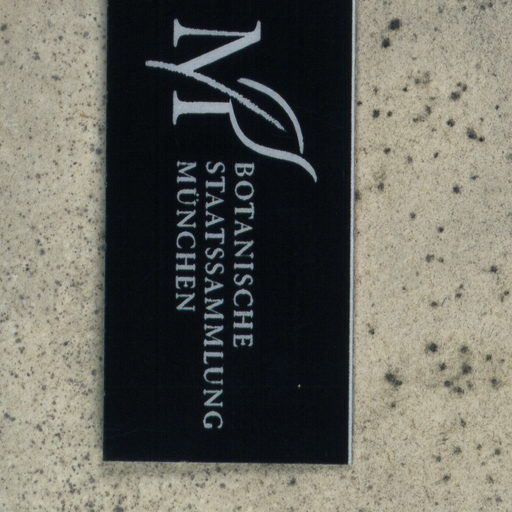 M
BOTANISCHE
STAATSSAMMLUNG
MÜNCHEN